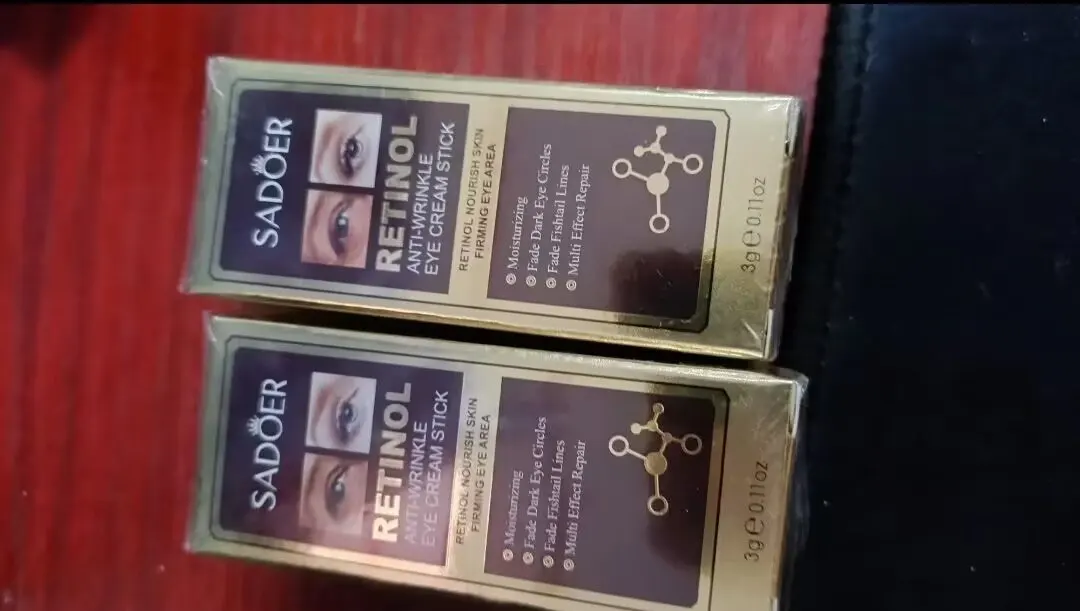 SADOER
RETINOL
ANTI-WRINKLE
EYE CREAM STICK
RETINOL NOURISH SKIN
FIRMING EYE AREA
Moisturizing
Fade Dark Eye Circles
Fade Fishtail Lines
Multi Effect Repair
3g ℮ 0.11oz
SADOER
RETINOL
ANTI-WRINKLE
EYE CREAM STICK
RETINOL NOURISH SKIN
FIRMING EYE AREA
Moisturizing
Fade Dark Eye Circles
Fade Fishtail Lines
Multi Effect Repair
3g ℮ 0.11oz